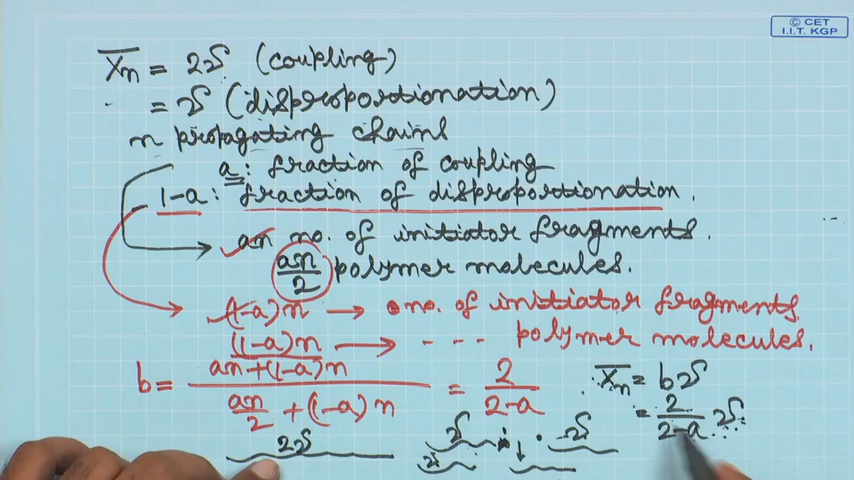 © CET
I.I.T. KGP
X̄n = 2ν (coupling)
= ν (disproportionation)
n propagating chains
a : fraction of coupling
1-a : fraction of disproportionation.
an no. of initiator fragments.
an/2 polymer molecules.
(1-a)n → no. of initiator fragments.
(1-a)n → - - - polymer molecules.
b = (an+(1-a)n)/(an/2 + (1-a)n) = 2/(2-a)
X̄n = bν
= 2/(2-a) ν
2ν
ν ν
ν